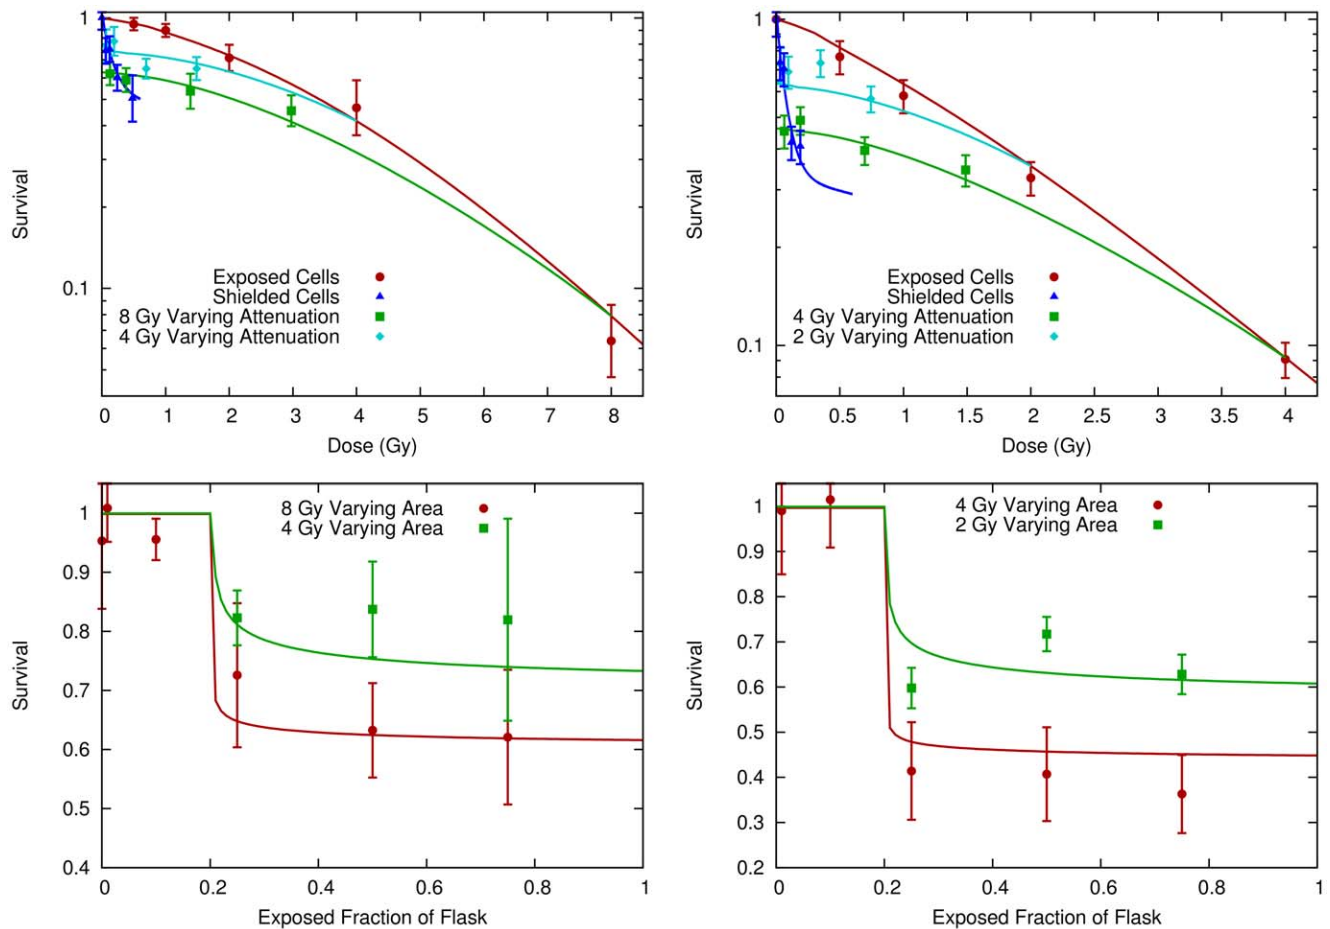 1
0.1
Survival
Exposed Cells
Shielded Cells
8 Gy Varying Attenuation
4 Gy Varying Attenuation
0 1 2 3 4 5 6 7 8
Dose (Gy)
1
0.1
Survival
Exposed Cells
Shielded Cells
4 Gy Varying Attenuation
2 Gy Varying Attenuation
0 0.5 1 1.5 2 2.5 3 3.5 4
Dose (Gy)
1
0.9
0.8
0.7
0.6
0.5
0.4
Survival
8 Gy Varying Area
4 Gy Varying Area
0 0.2 0.4 0.6 0.8 1
Exposed Fraction of Flask
1
0.9
0.8
0.7
0.6
0.5
0.4
0.3
0.2
Survival
4 Gy Varying Area
2 Gy Varying Area
0 0.2 0.4 0.6 0.8 1
Exposed Fraction of Flask